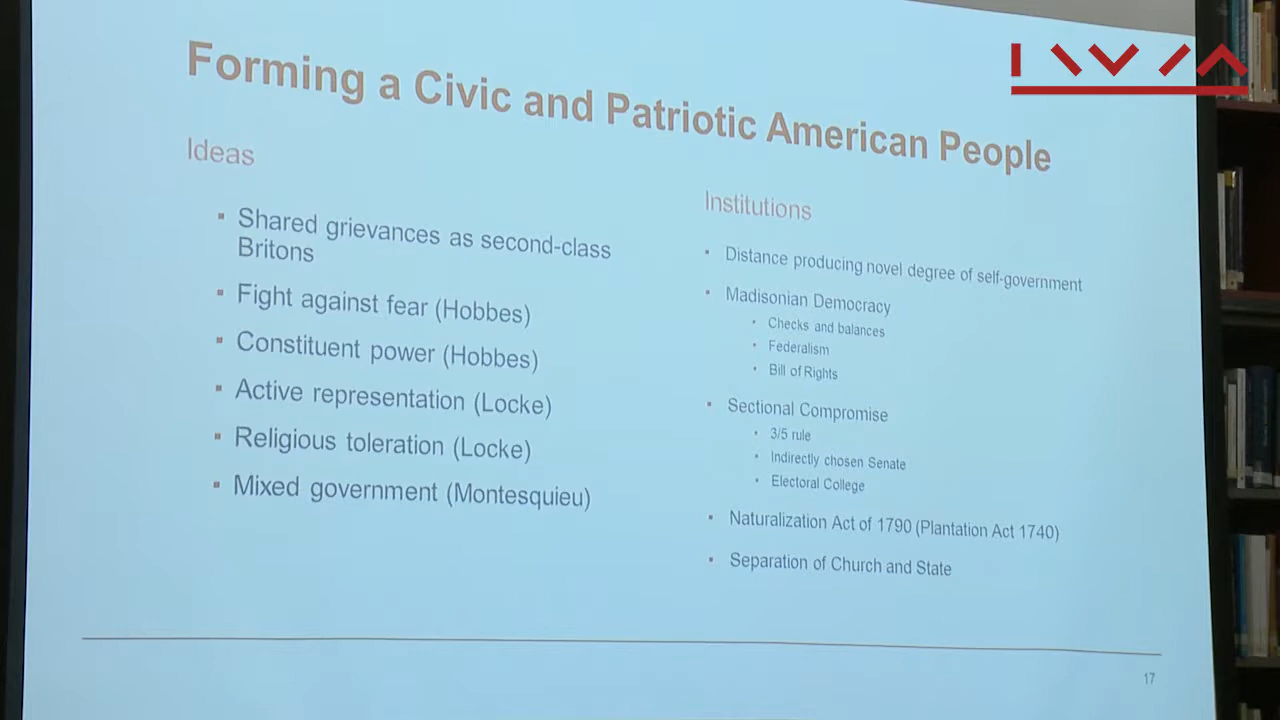 Forming a Civic and Patriotic American People
Ideas
Shared grievances as second-class
Britons
Fight against fear (Hobbes)
Constituent power (Hobbes)
Active representation (Locke)
Religious toleration (Locke)
Mixed government (Montesquieu)
Institutions
Distance producing novel degree of self-government
Madisonian Democracy
Checks and balances
Federalism
Bill of Rights
Sectional Compromise
3/5 rule
Indirectly chosen Senate
Electoral College
Naturalization Act of 1790 (Plantation Act 1740)
Separation of Church and State
17